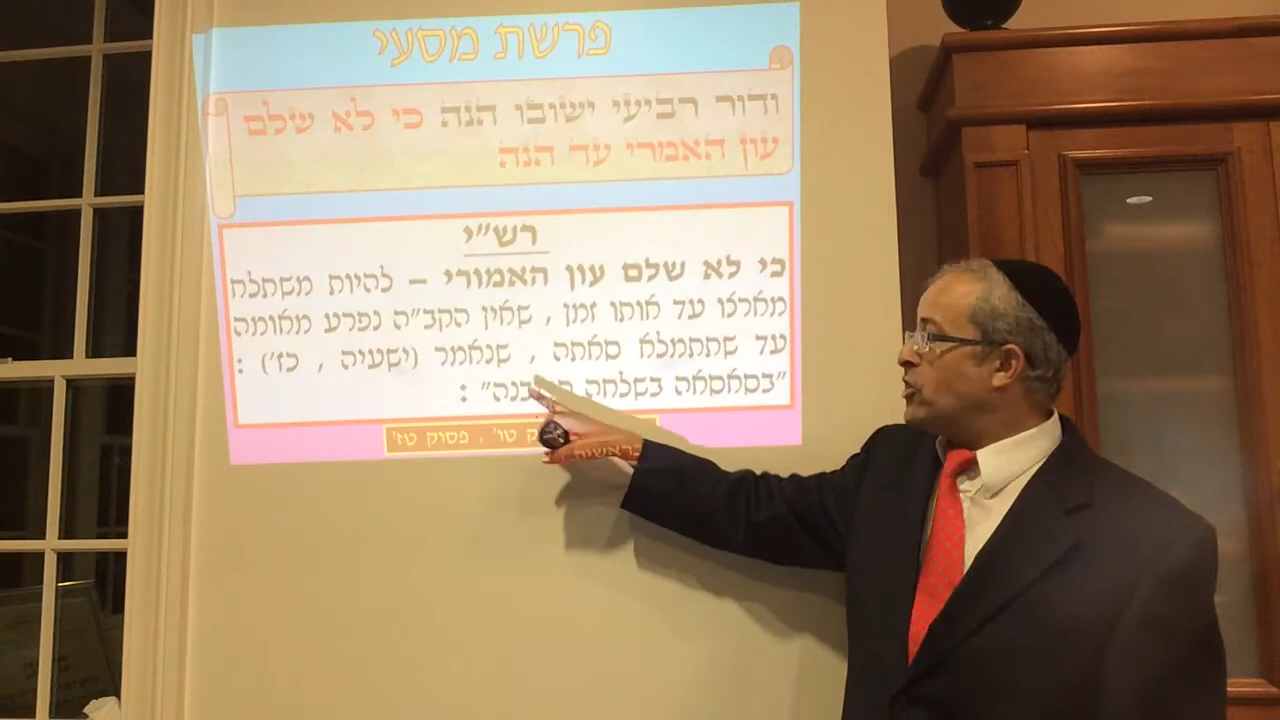 פרשת מסעי
ודור רביעי ישובו הנה כי לא שלם
עון האמרי עד הנה
רש"י
כי לא שלם עון האמורי – להיות משתלח
מארצו עד אותו זמן , שאין הקב"ה נפרע מאומה
עד שתתמלא סאתה , שנאמר (ישעיה , כז') :
"בסאסאה בשלחה :
טו' , פסוק טז'